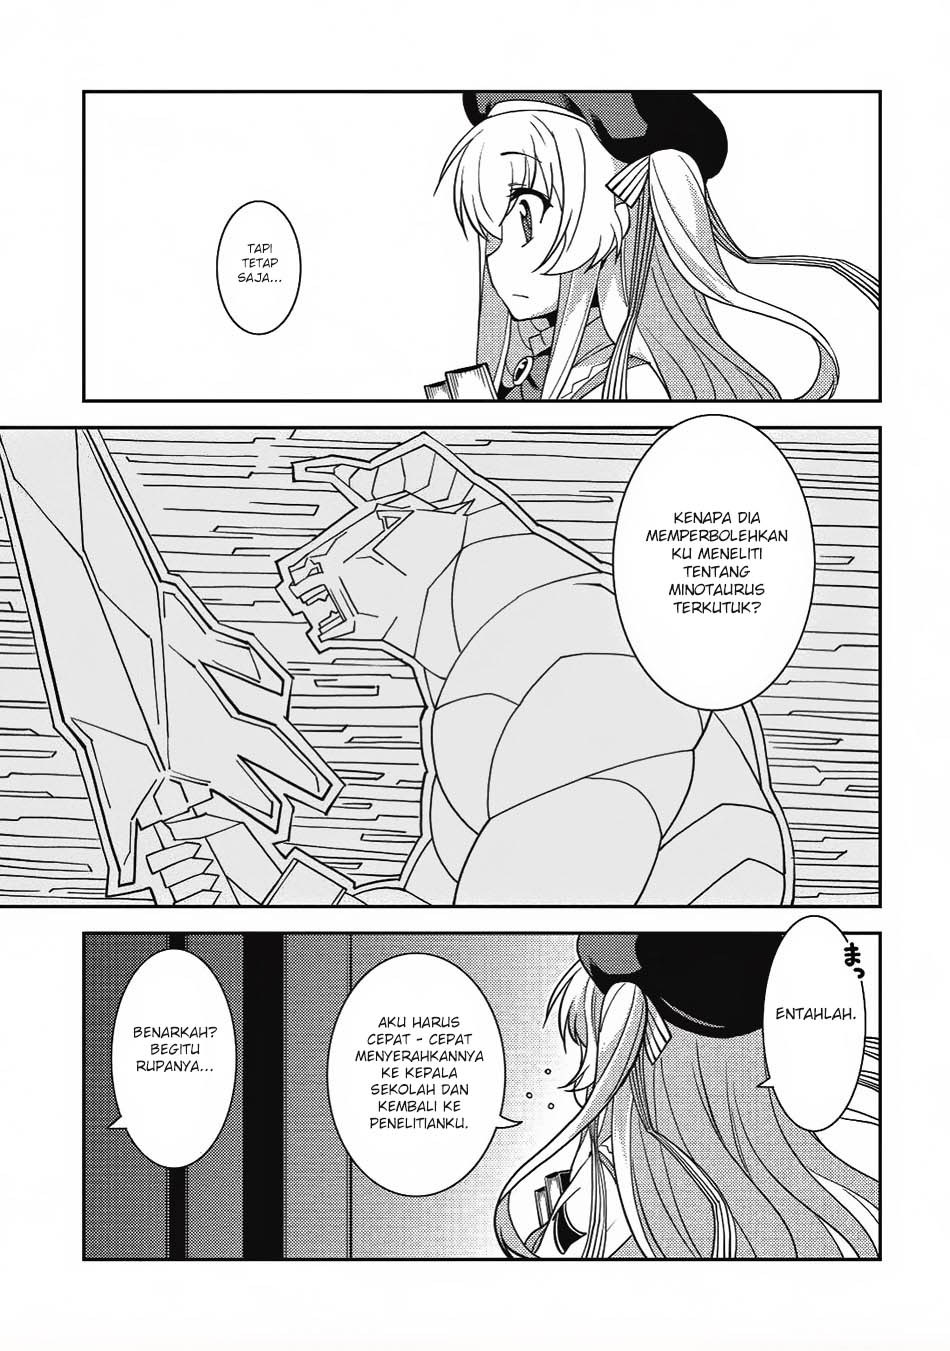 TAPI
TETAP
SAJA...
KENAPA DIA
MEMPERBOLEHKAN
KU MENELITI
TENTANG
MINOTAURUS
TERKUTUK?
まっ
ENTAHLAH.
AKU HARUS
CEPAT - CEPAT
MENYERAHKANNYA
KE KEPALA
SEKOLAH DAN
KEMBALI KE
PENELITIANKU.
BENARKAH?
BEGITU
RUPANYA...